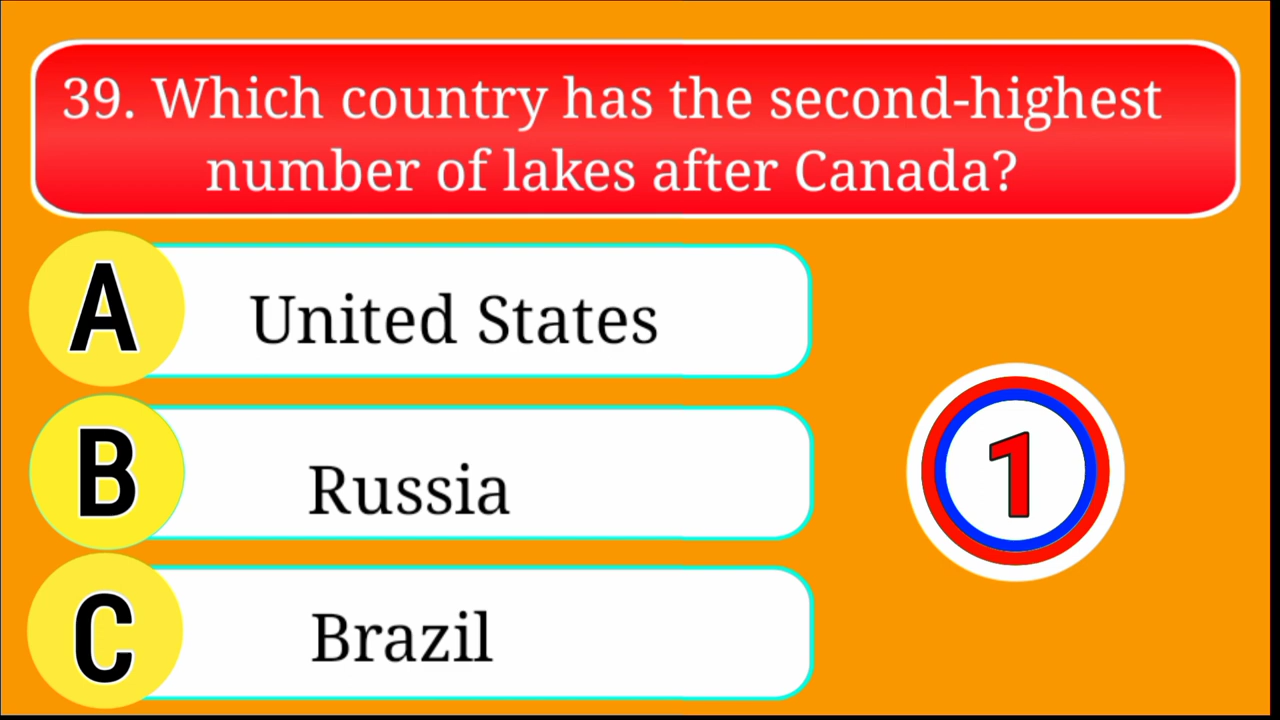 39. Which country has the second-highest
number of lakes after Canada?
A
United States
B
Russia
1
C
Brazil